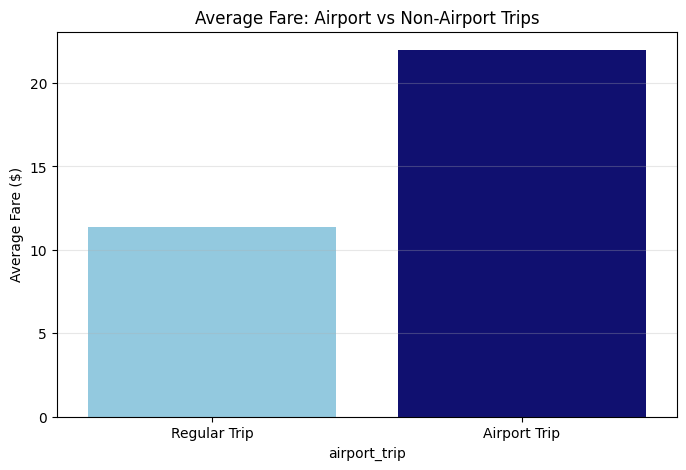 Average Fare: Airport vs Non-Airport Trips
Average Fare ($)
20
15
10
5
0
Regular Trip
Airport Trip
airport_trip